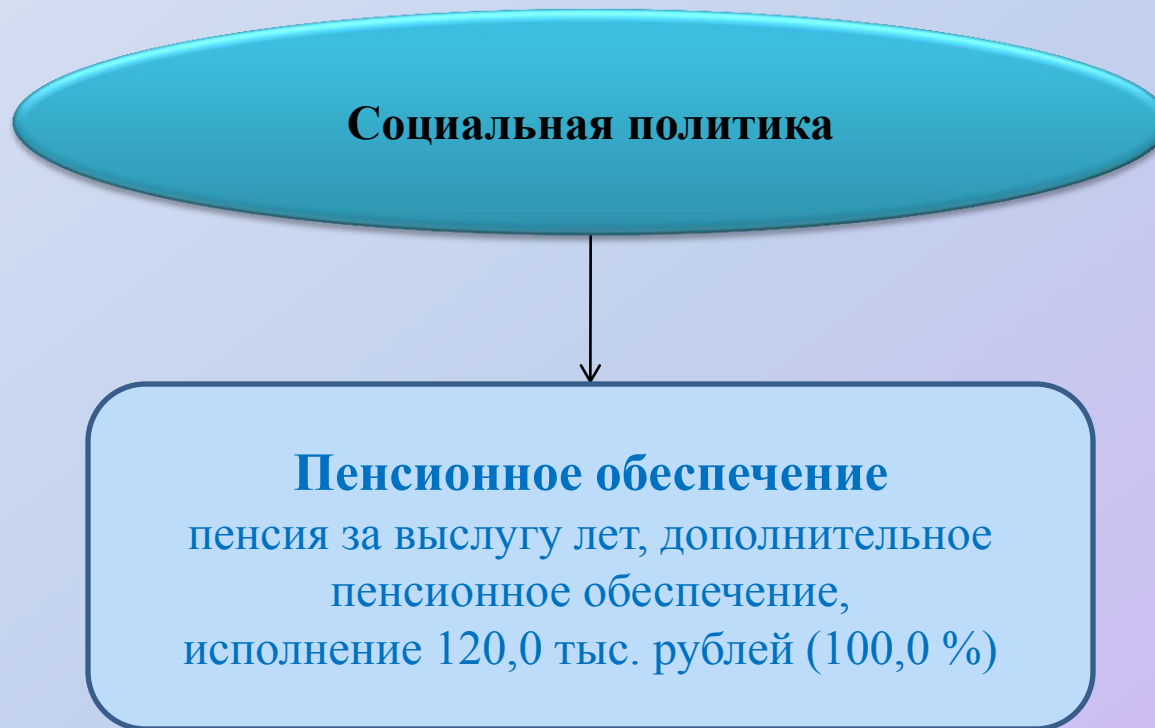 Социальная политика
Пенсионное обеспечение
пенсия за выслугу лет, дополнительное
пенсионное обеспечение,
исполнение 120,0 тыс. рублей (100,0 %)